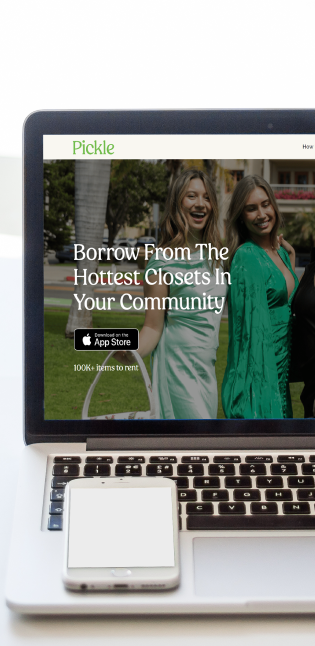 Pickle
How
Borrow From The
Hottest Closets In
Your Community
Download on the
App Store
100K+ items to rent